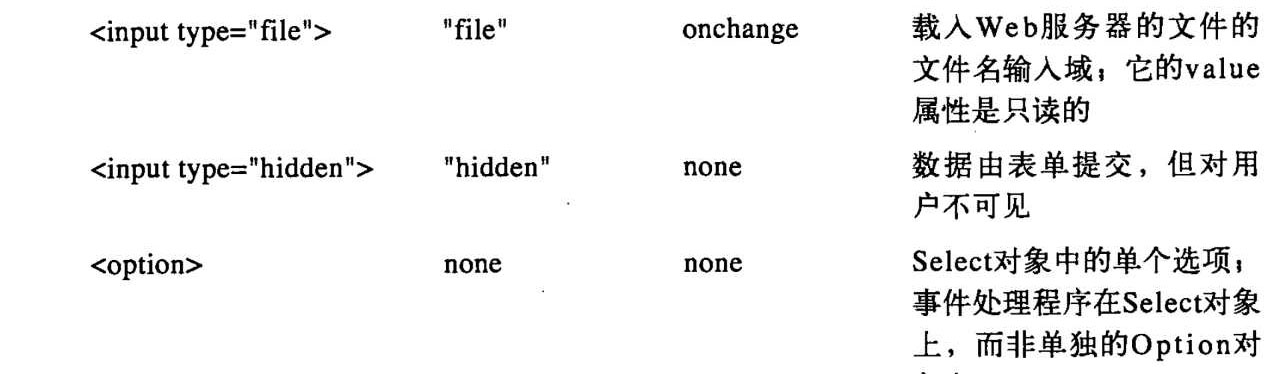 <input type="file"> "file" onchange 载入Web服务器的文件的
文件名输入域；它的value
属性是只读的
<input type="hidden"> "hidden" none 数据由表单提交，但对用
户不可见
<option> none none Select对象中的单个选项；
事件处理程序在Select对象
上，而非单独的Option对